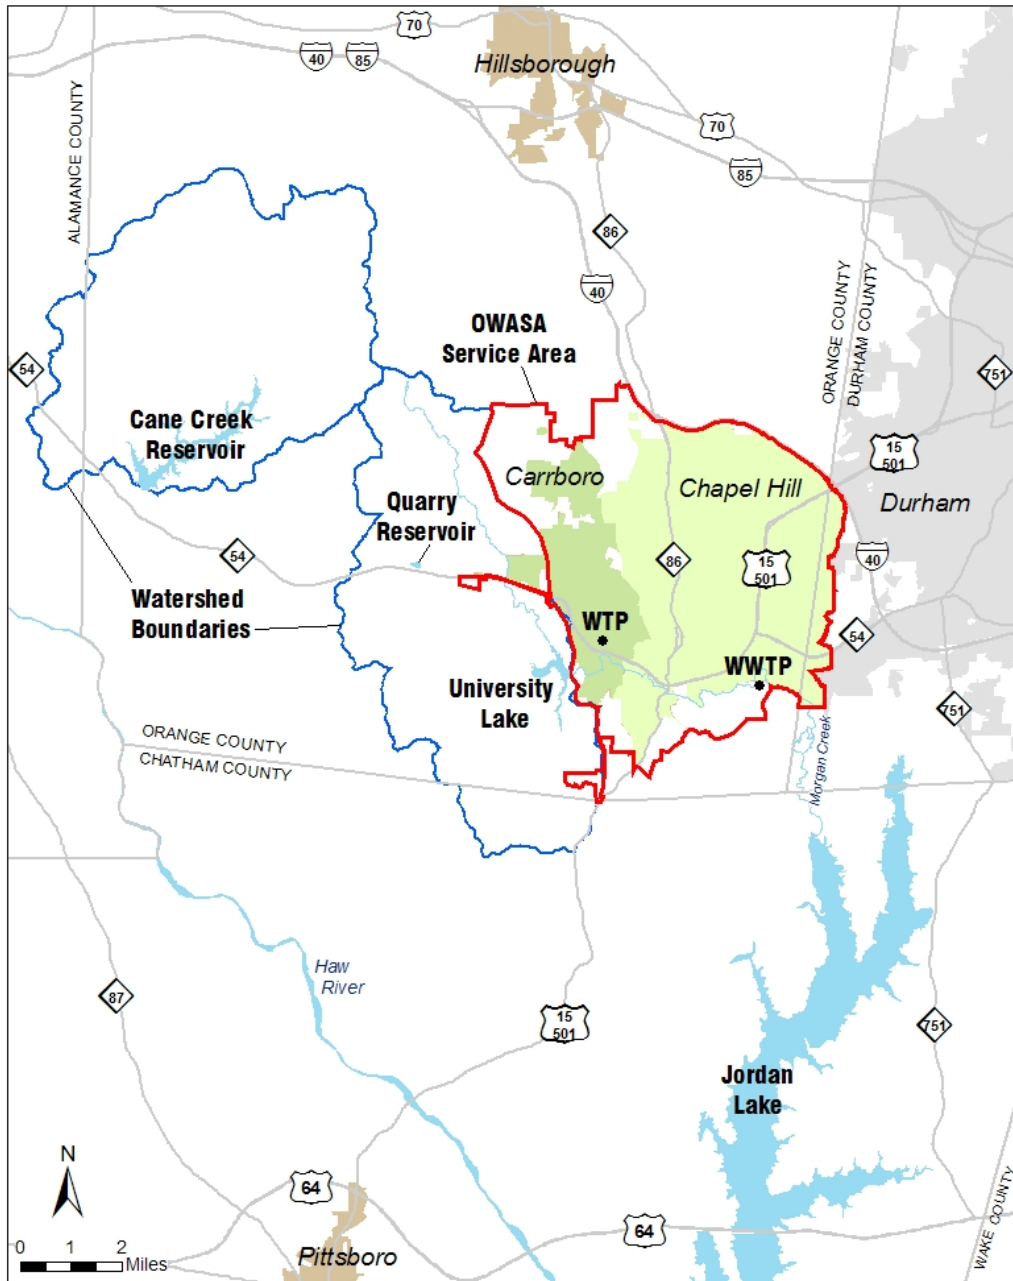 70
40
85
Hillsborough
70
85
ALAMANCE COUNTY
86
40
ORANGE COUNTY
DURHAM COUNTY
OWASA
Service Area
54
751
Cane Creek
Reservoir
15
501
Carrboro
Chapel Hill
Durham
Quarry
Reservoir
54
86
15
501
40
Watershed
Boundaries
WTP
54
WWTP
University
Lake
751
ORANGE COUNTY
CHATHAM COUNTY
Morgan Creek
Haw
River
87
15
501
751
Jordan
Lake
N
64
64
WAKE COUNTY
Pittsboro
0 1 2
Miles